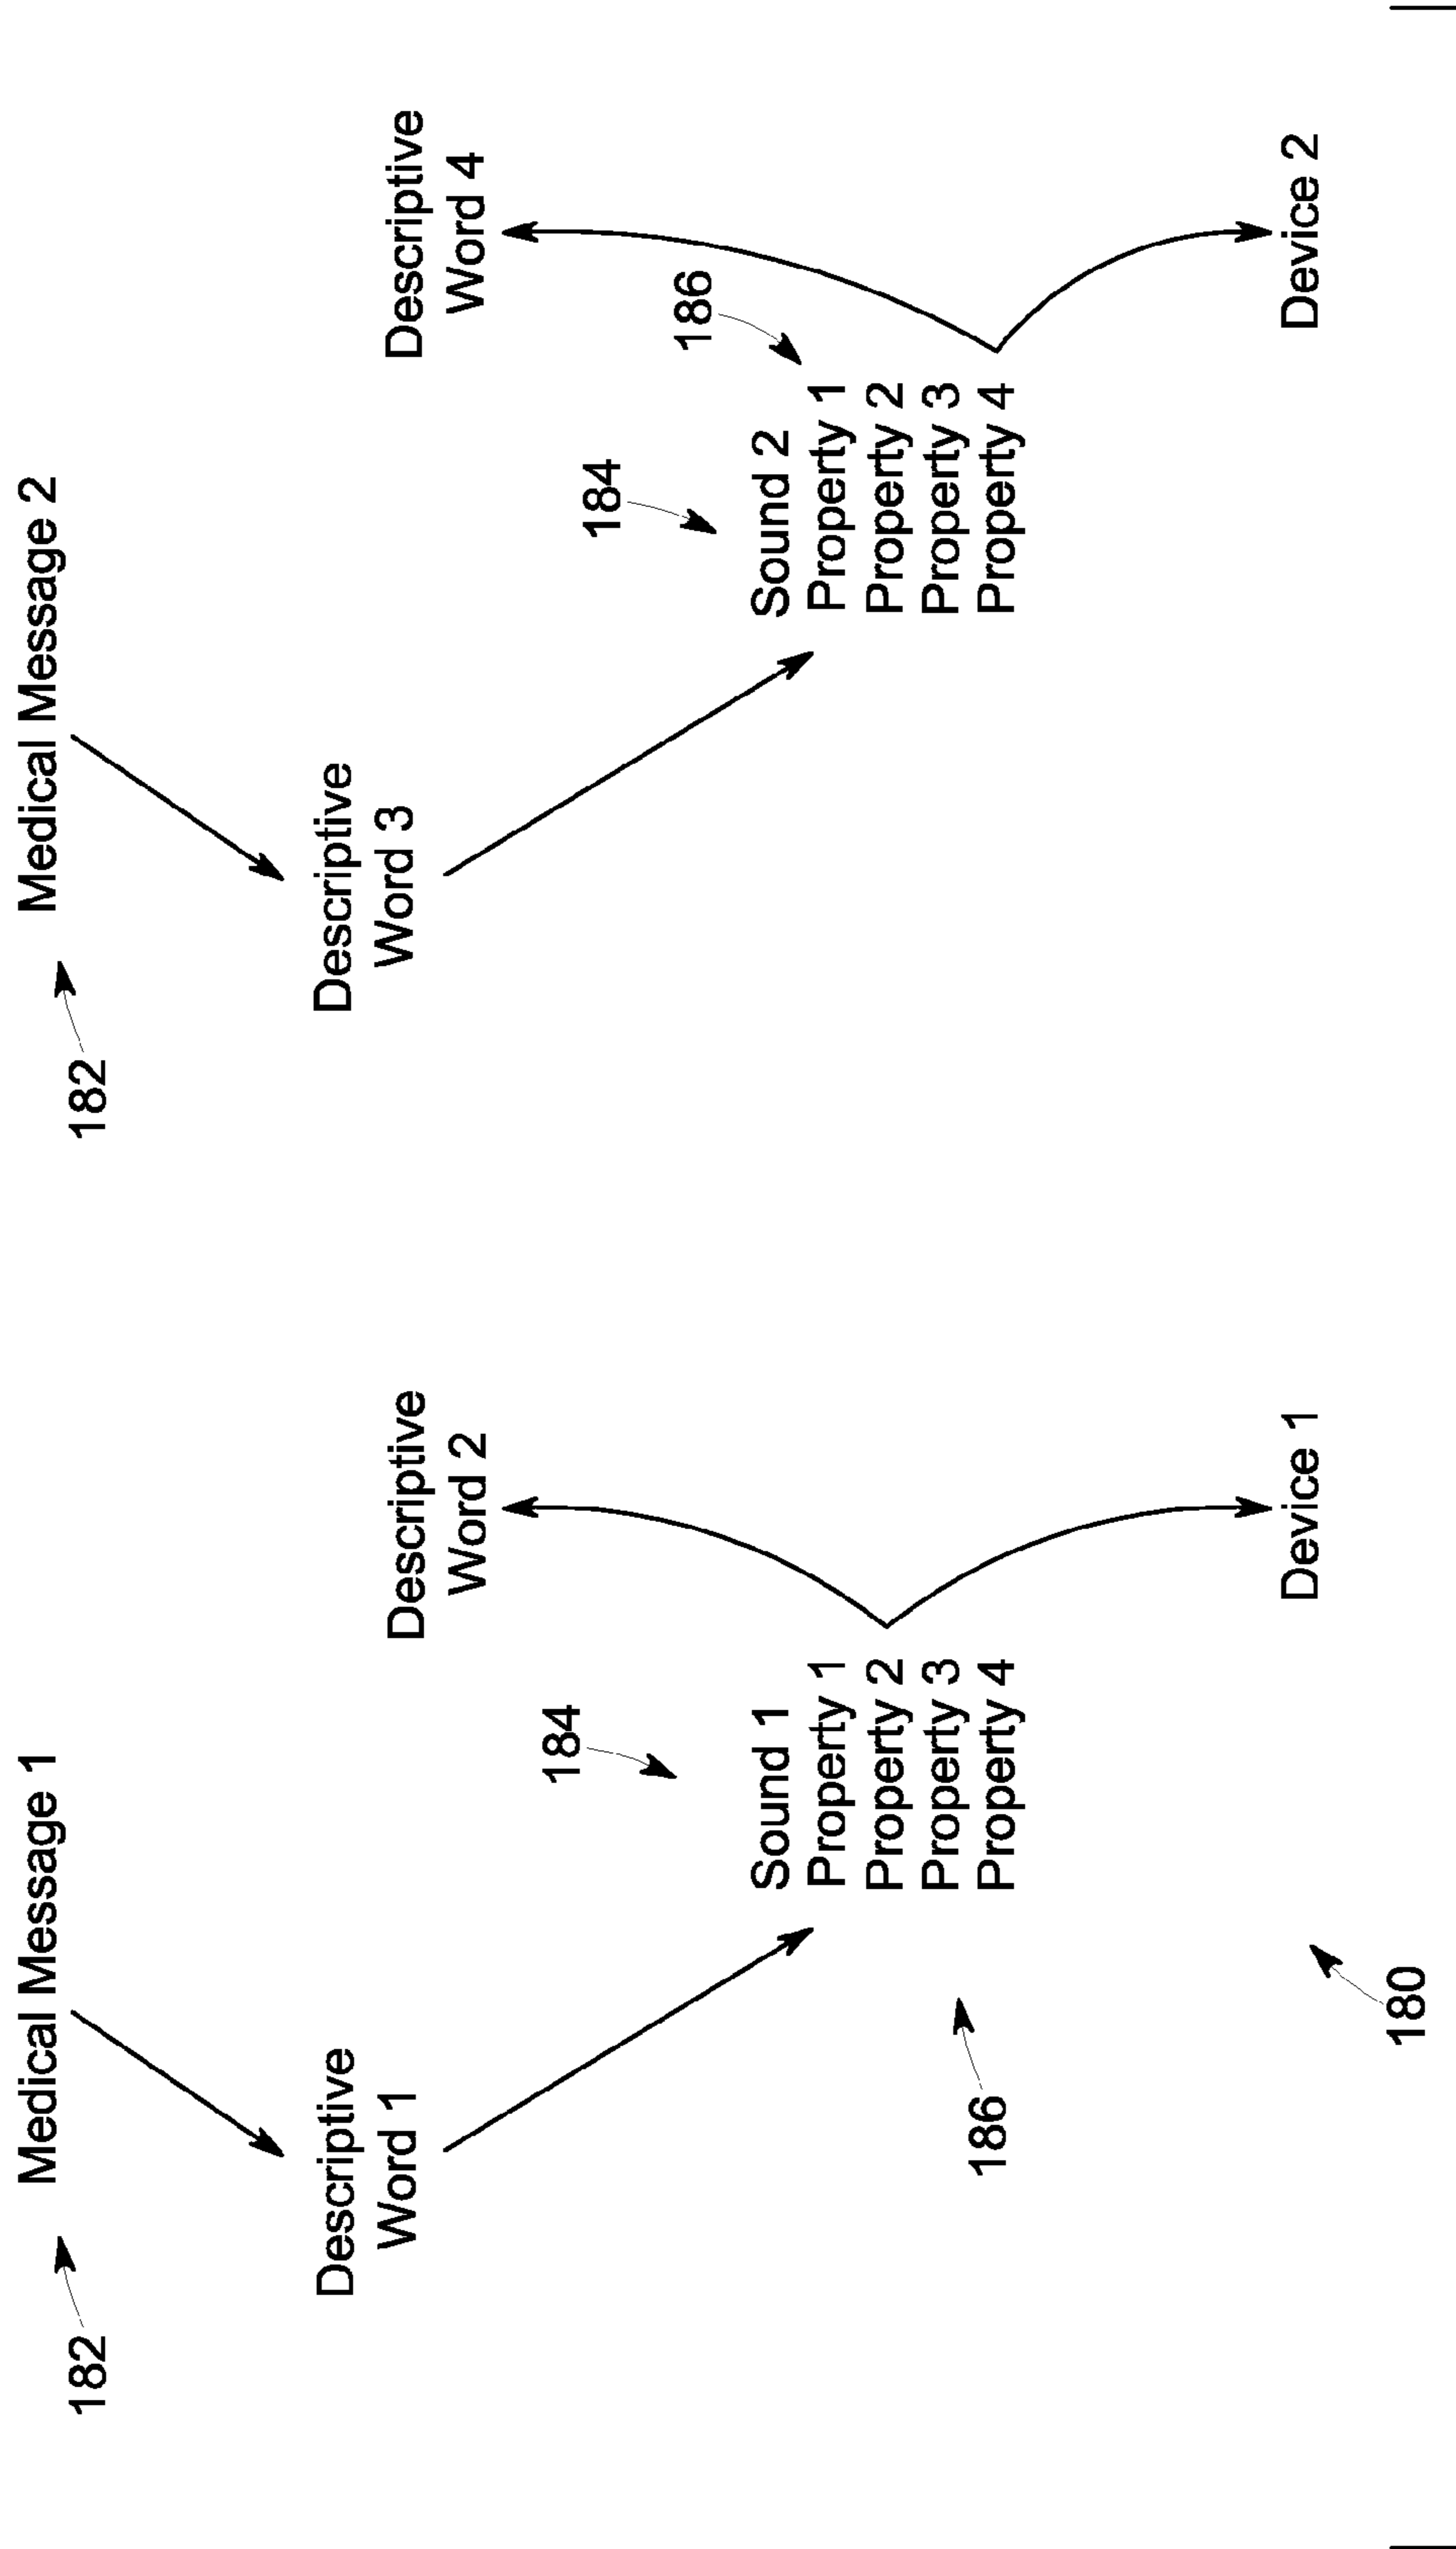 Medical Message 1
182
Descriptive
Word 1
Descriptive
Word 2
184
Sound 1
Property 1
Property 2
Property 3
Property 4
186
Device 1
180
Medical Message 2
182
Descriptive
Word 3
Descriptive
Word 4
184
186
Sound 2
Property 1
Property 2
Property 3
Property 4
Device 2